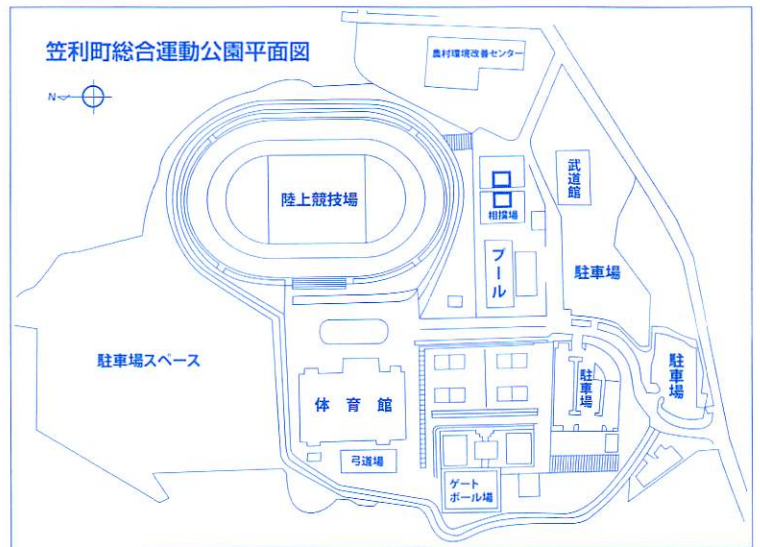 笠利町総合運動公園平面図
N
農村環境改善センター
陸上競技場
武道館
相撲場
プール
駐車場
駐車場スペース
体育館
駐車場
駐車場
弓道場
ゲート
ボール場